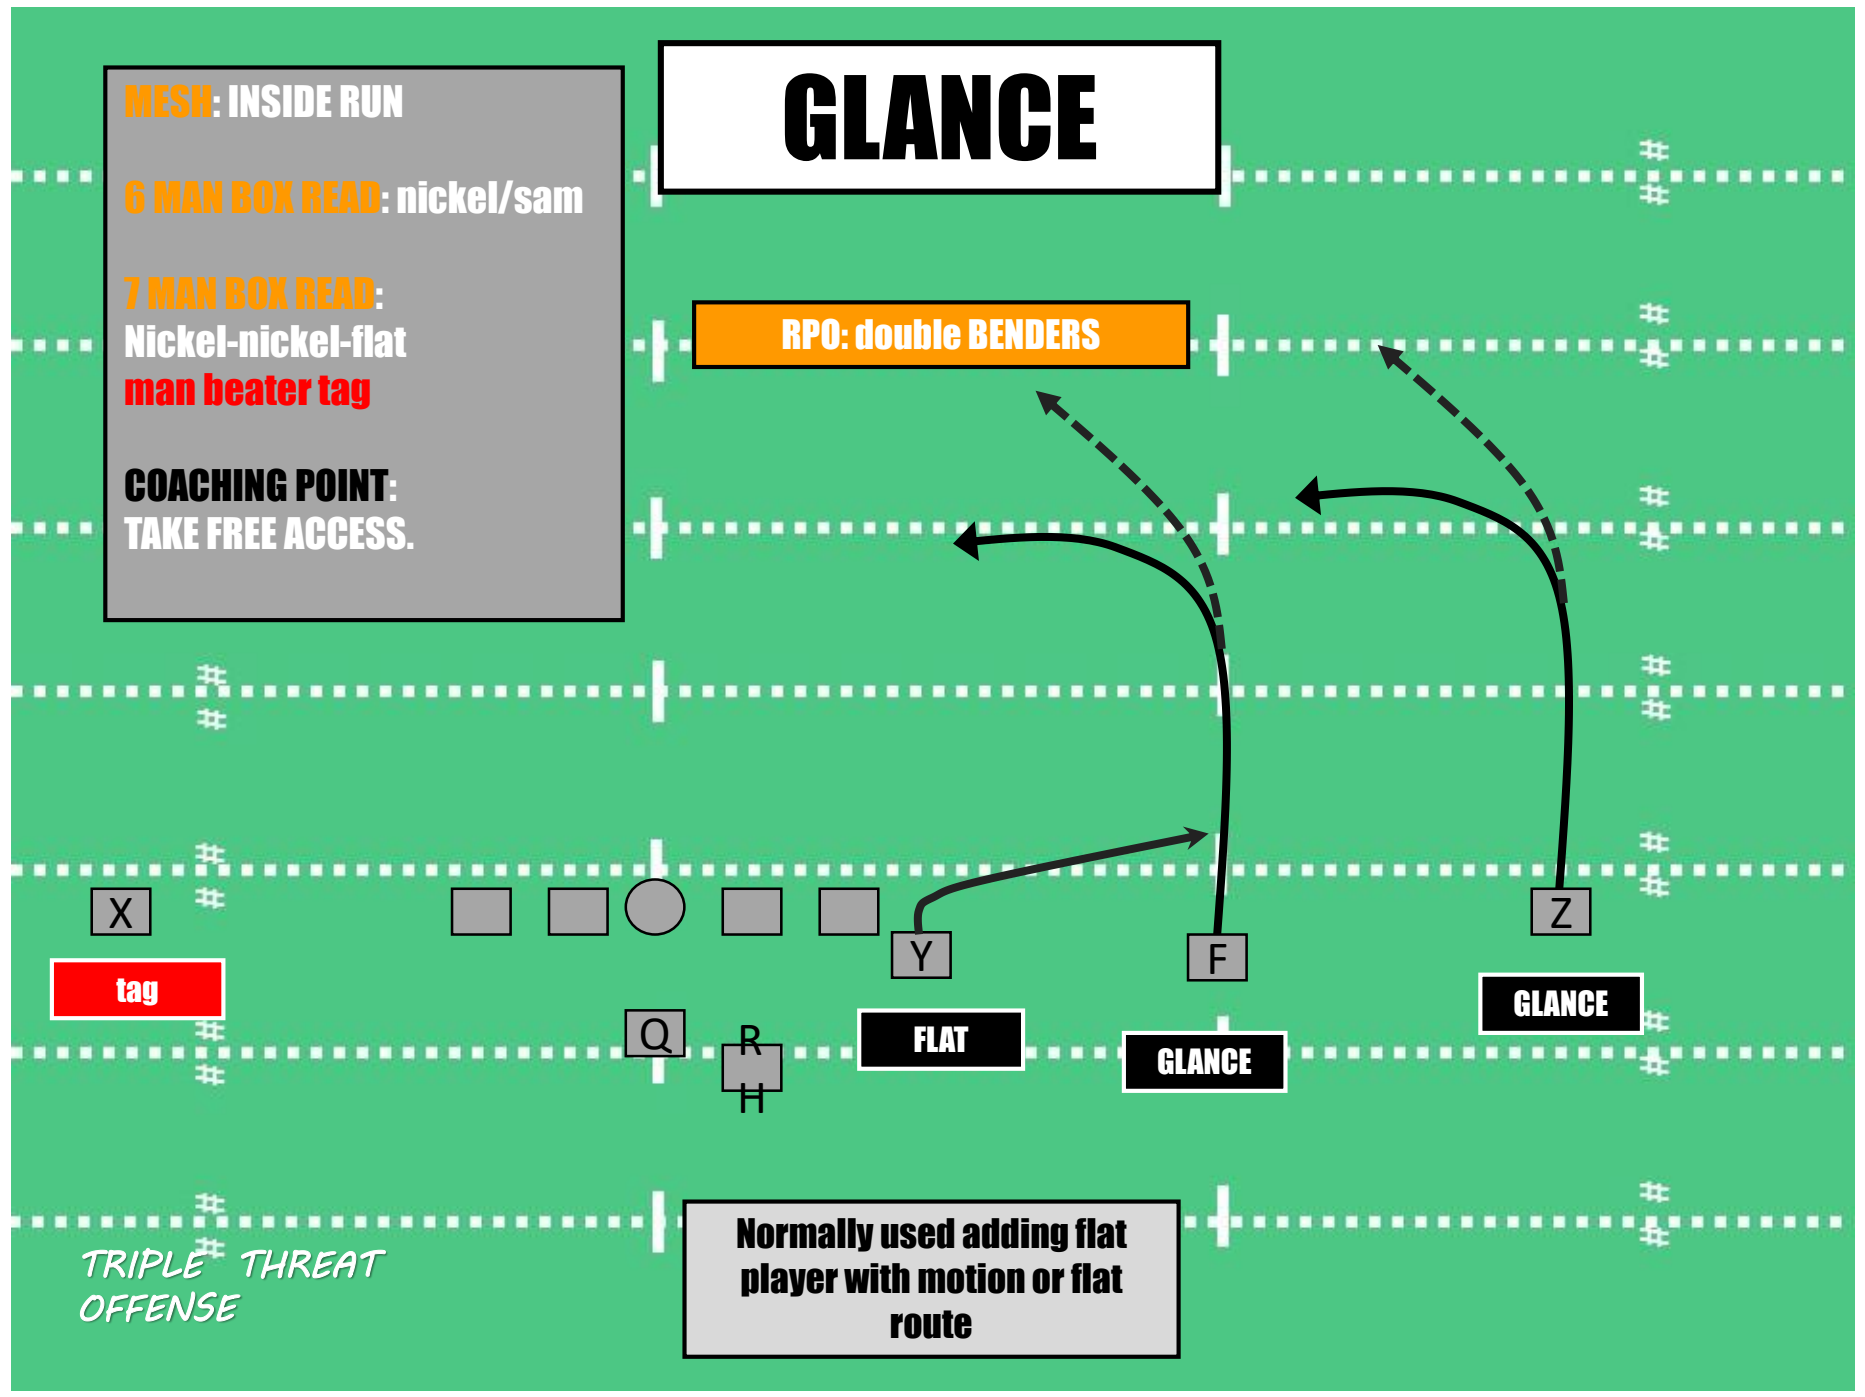 GLANCE
MESH: INSIDE RUN
6 MAN BOX READ: nickel/sam
7 MAN BOX READ:
Nickel-nickel-flat
man beater tag
COACHING POINT:
TAKE FREE ACCESS.
RPO: double BENDERS
X
Y
F
Z
tag
Q
R
H
FLAT
GLANCE
GLANCE
Normally used adding flat
player with motion or flat
route
TRIPLE THREAT
OFFENSE